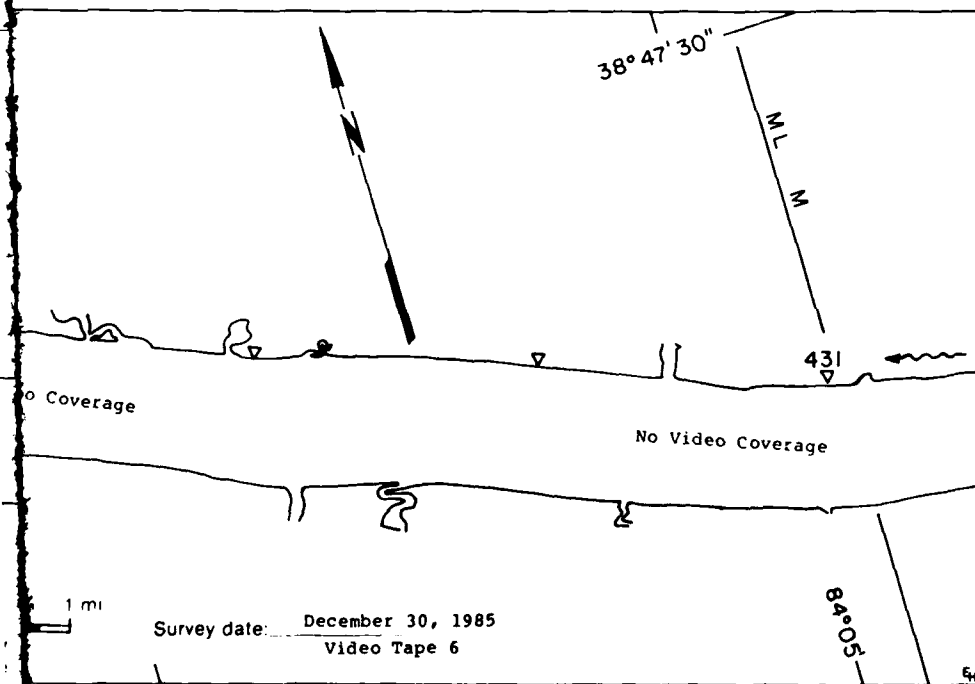 38° 47' 30"
N
ML
M
431
o Coverage
No Video Coverage
1 mi
Survey date: December 30, 1985
Video Tape 6
84° 05'